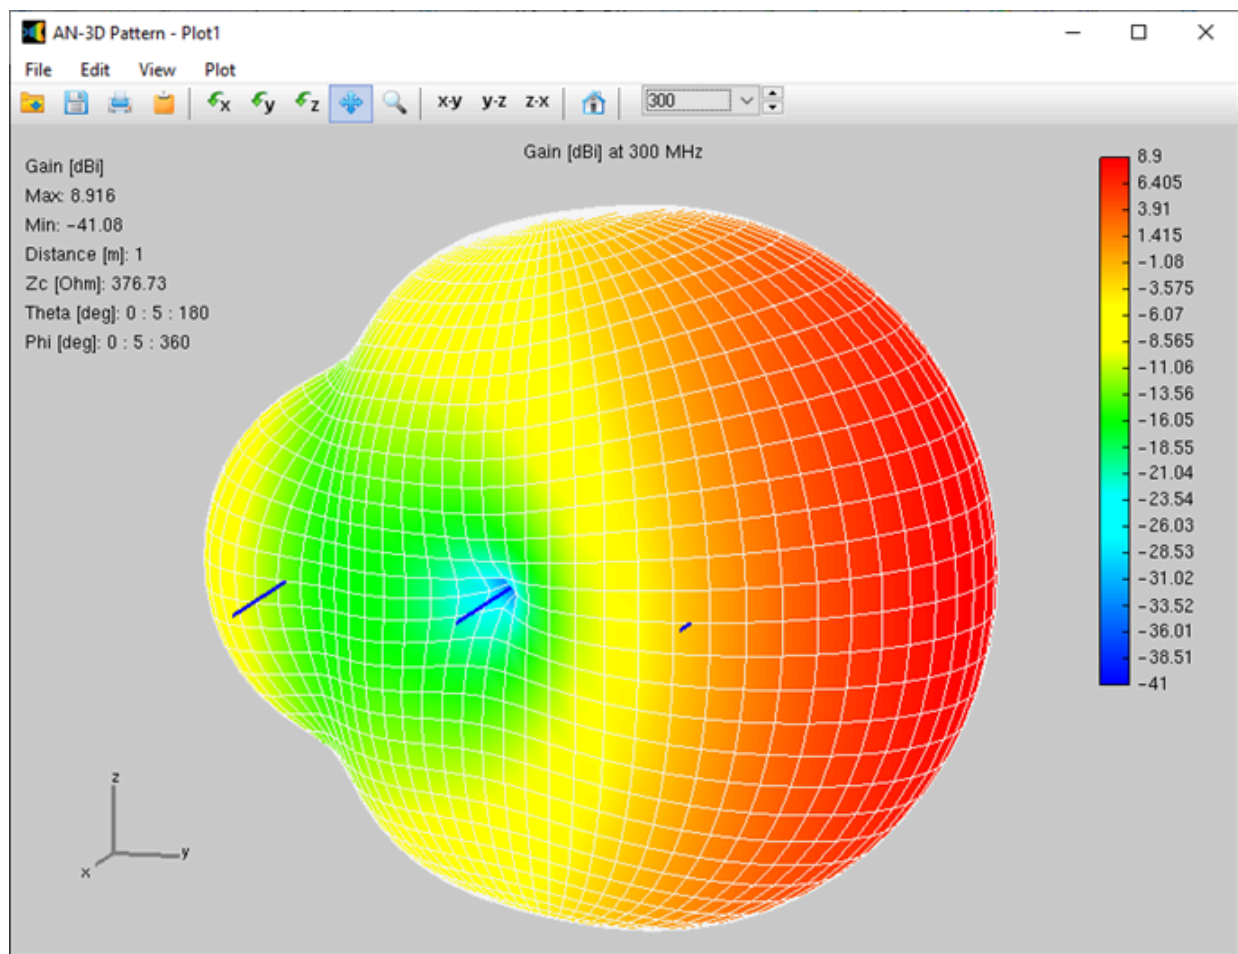 AN-3D Pattern - Plot1
File Edit View Plot
x y z x-y y-z z-x 300
Gain [dBi] at 300 MHz
Gain [dBi]
Max: 8.916
Min: -41.08
Distance [m]: 1
Zc [Ohm]: 376.73
Theta [deg]: 0 : 5 : 180
Phi [deg]: 0 : 5 : 360
8.9
6.405
3.91
1.415
-1.08
-3.575
-6.07
-8.565
-11.06
-13.56
-16.05
-18.55
-21.04
-23.54
-26.03
-28.53
-31.02
-33.52
-36.01
-38.51
-41
z
y
x